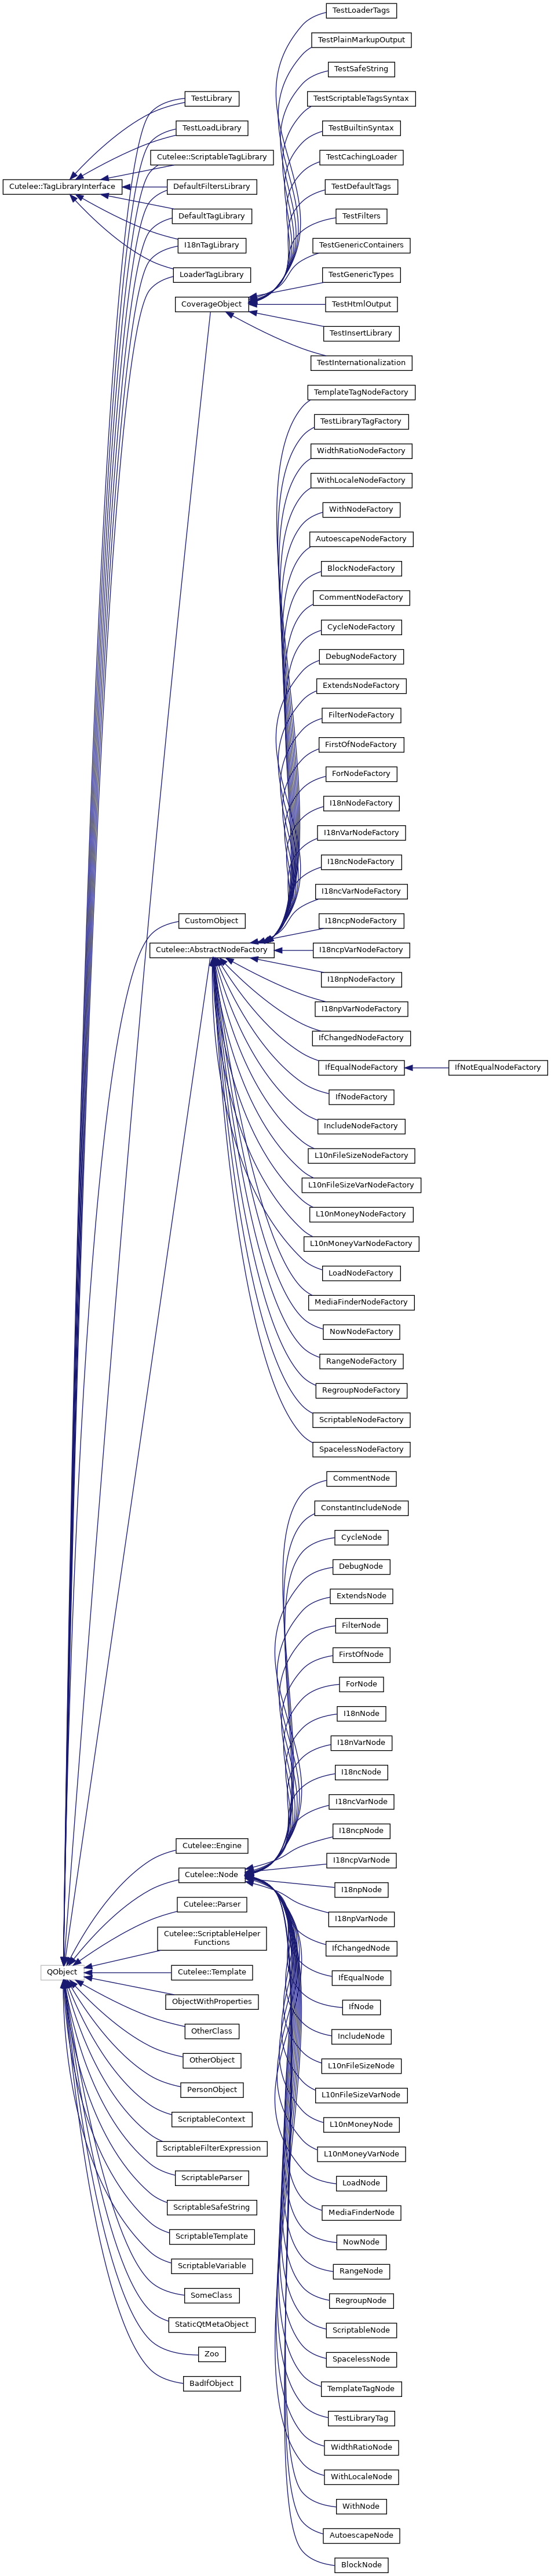 TestLoaderTags
TestPlainMarkupOutput
TestSafeString
TestLibrary
TestScriptableTagsSyntax
TestLoadLibrary
TestBuiltinSyntax
Cutelee::ScriptableTagLibrary
TestCachingLoader
Cutelee::TagLibraryInterface
DefaultFiltersLibrary
TestDefaultTags
DefaultTagLibrary
TestFilters
I18nTagLibrary
TestGenericContainers
LoaderTagLibrary
TestGenericTypes
CoverageObject
TestHtmlOutput
TestInsertLibrary
TestInternationalization
TemplateTagNodeFactory
TestLibraryTagFactory
WidthRatioNodeFactory
WithLocaleNodeFactory
WithNodeFactory
AutoescapeNodeFactory
BlockNodeFactory
CommentNodeFactory
CycleNodeFactory
DebugNodeFactory
ExtendsNodeFactory
FilterNodeFactory
FirstOfNodeFactory
ForNodeFactory
I18nNodeFactory
I18nVarNodeFactory
I18ncNodeFactory
I18ncVarNodeFactory
CustomObject
I18ncpNodeFactory
Cutelee::AbstractNodeFactory
I18ncpVarNodeFactory
I18npNodeFactory
I18npVarNodeFactory
IfChangedNodeFactory
IfEqualNodeFactory
IfNotEqualNodeFactory
IfNodeFactory
IncludeNodeFactory
L10nFileSizeNodeFactory
L10nFileSizeVarNodeFactory
L10nMoneyNodeFactory
L10nMoneyVarNodeFactory
LoadNodeFactory
MediaFinderNodeFactory
NowNodeFactory
RangeNodeFactory
RegroupNodeFactory
ScriptableNodeFactory
SpacelessNodeFactory
CommentNode
ConstantIncludeNode
CycleNode
DebugNode
ExtendsNode
FilterNode
FirstOfNode
ForNode
I18nNode
I18nVarNode
I18ncNode
I18ncVarNode
I18ncpNode
Cutelee::Engine
I18ncpVarNode
Cutelee::Node
I18npNode
Cutelee::Parser
I18npVarNode
Cutelee::ScriptableHelper
Functions
IfChangedNode
QObject
Cutelee::Template
IfEqualNode
ObjectWithProperties
IfNode
OtherClass
IncludeNode
OtherObject
L10nFileSizeNode
PersonObject
L10nFileSizeVarNode
ScriptableContext
L10nMoneyNode
ScriptableFilterExpression
L10nMoneyVarNode
ScriptableParser
LoadNode
ScriptableSafeString
MediaFinderNode
ScriptableTemplate
NowNode
ScriptableVariable
RangeNode
SomeClass
RegroupNode
StaticQtMetaObject
ScriptableNode
Zoo
SpacelessNode
BadIfObject
TemplateTagNode
TestLibraryTag
WidthRatioNode
WithLocaleNode
WithNode
AutoescapeNode
BlockNode